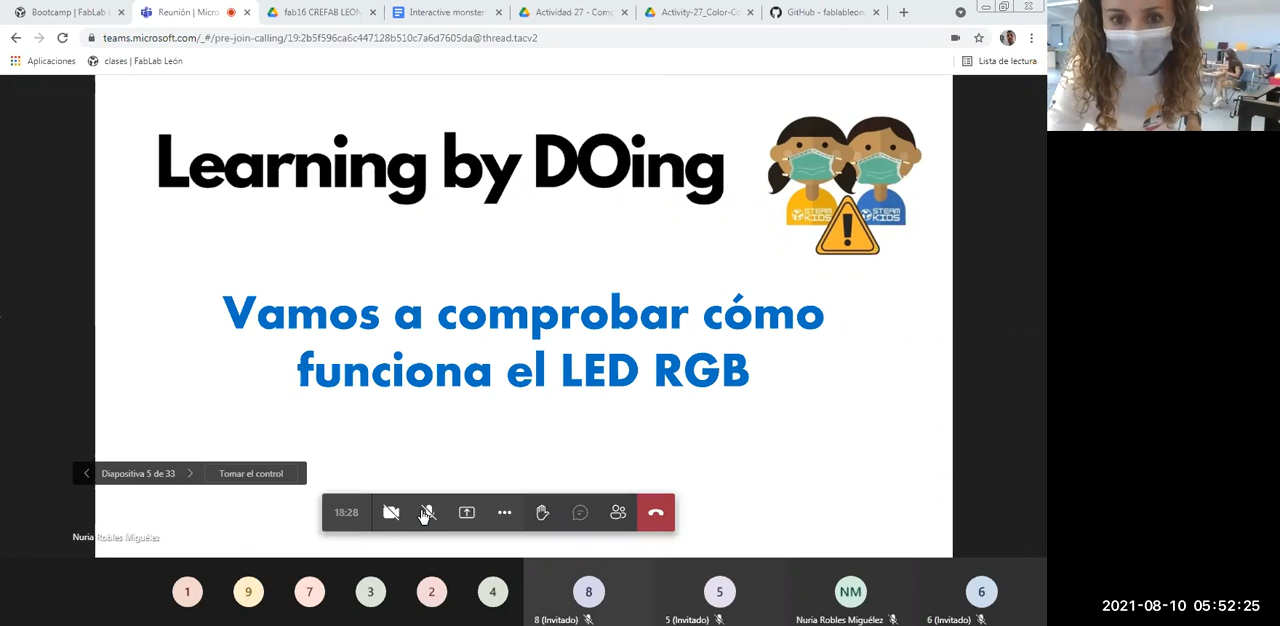 Bootcamp | FabLab
Reunión | Micro
fab16 CREFAB LEON
Interactive monster
Actividad 27 - Com
Activity-27_Color-C
GitHub - fablableon
teams.microsoft.com/_#/pre-join-calling/19:2b5f596ca6c447128b510c7a6d7605da@thread.tacv2
Aplicaciones
clases | FabLab León
Lista de lectura
Learning by DOing
STEAM KIDS
STEAM KIDS
Vamos a comprobar cómo
funciona el LED RGB
Diapositiva 5 de 33
Tomar el control
18:28
Nuria Robles Miguélez
1
9
7
3
2
4
8
5
NM
6
8 (Invitado)
5 (Invitado)
Nuria Robles Miguélez
6 (Invitado)
2021-08-10 05:52:25